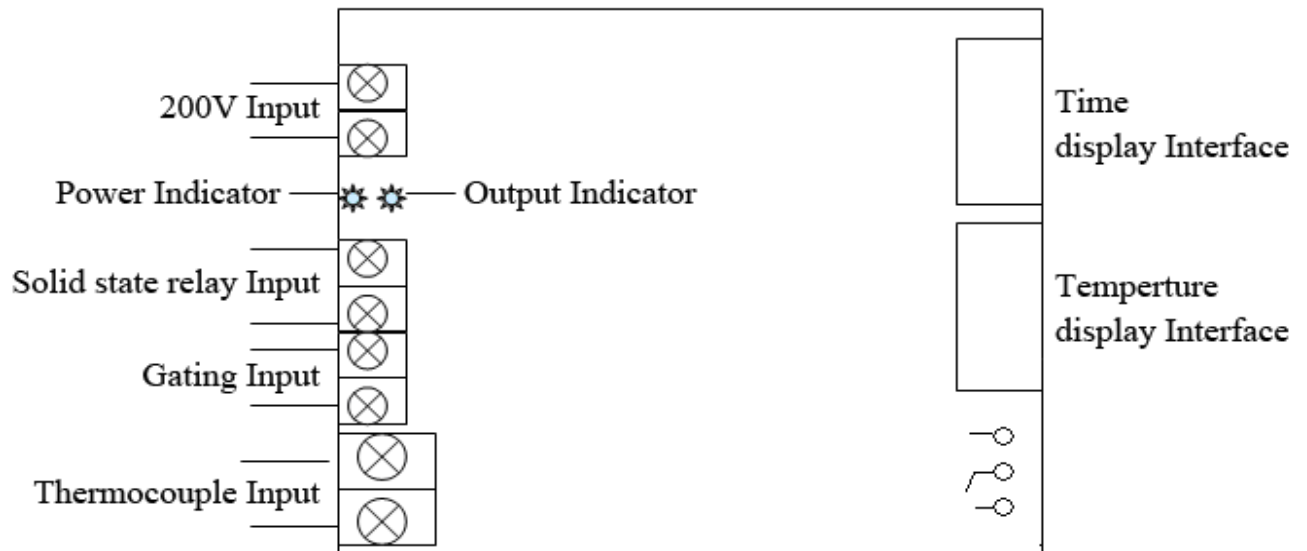 200V Input
Power Indicator
Output Indicator
Solid state relay Input
Gating Input
Thermocouple Input
Time
display Interface
Temperture
display Interface